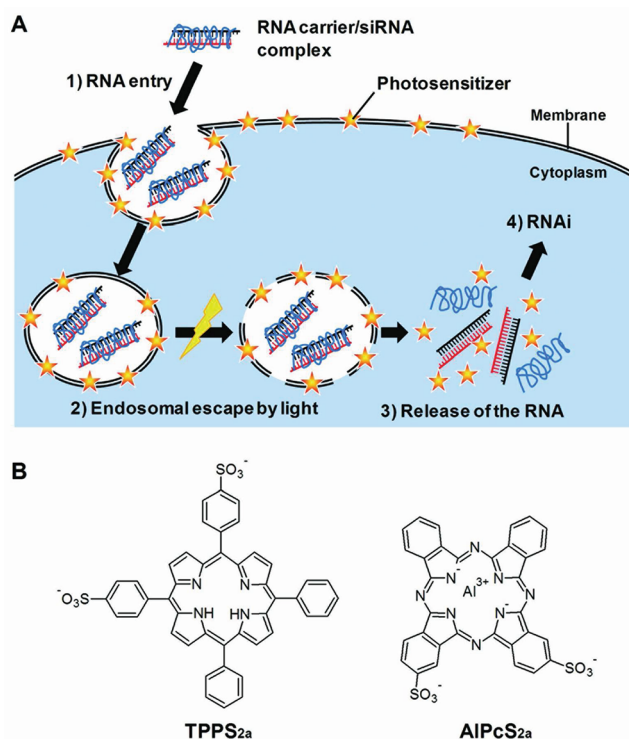 A
RNA carrier/siRNA
complex
1) RNA entry
Photosensitizer
Membrane
Cytoplasm
4) RNAi
2) Endosomal escape by light
3) Release of the RNA
B
SO3-
-O3S
N
N
NH
HN
TPPS2a
N
N-
N
Al3+
N
N
N
N-
N
SO3-
SO3-
AlPcS2a